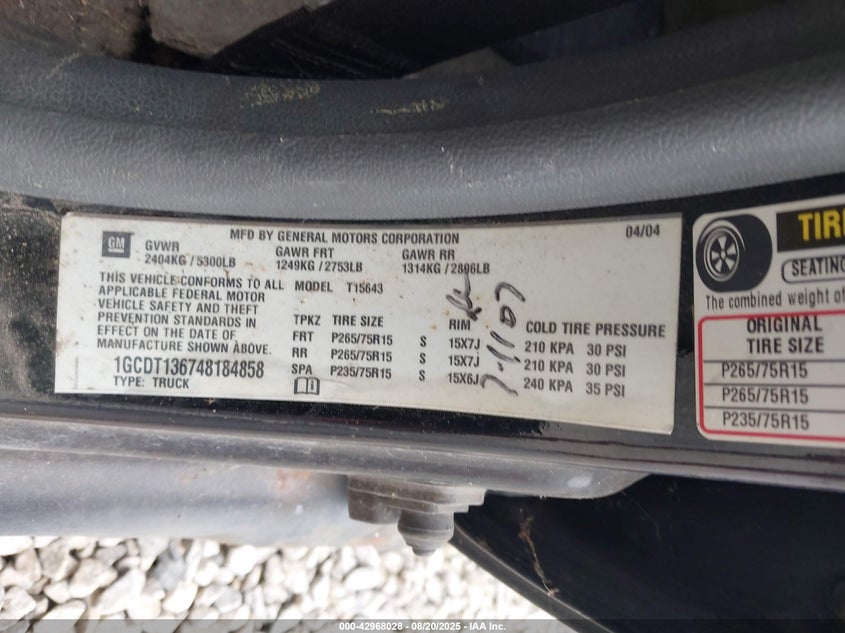 GM
MFD BY GENERAL MOTORS CORPORATION 04/04
GVWR GAWR FRT GAWR RR
2404KG / 5300LB 1249KG / 2753LB 1314KG / 2896LB
THIS VEHICLE CONFORMS TO ALL
APPLICABLE FEDERAL MOTOR
VEHICLE SAFETY AND THEFT
PREVENTION STANDARDS IN
EFFECT ON THE DATE OF
MANUFACTURE SHOWN ABOVE.
1GCDT136748184858
TYPE: TRUCK
MODEL T15643
TPKZ TIRE SIZE RIM COLD TIRE PRESSURE
FRT P265/75R15 S 15X7J 210 KPA 30 PSI
RR P265/75R15 S 15X7J 210 KPA 30 PSI
SPA P235/75R15 S 15X6J 240 KPA 35 PSI
TIR
SEATING
The combined weight of
ORIGINAL
TIRE SIZE
P265/75R15
P265/75R15
P235/75R15
000-42968028 - 08/20/2025 - IAA, Inc.